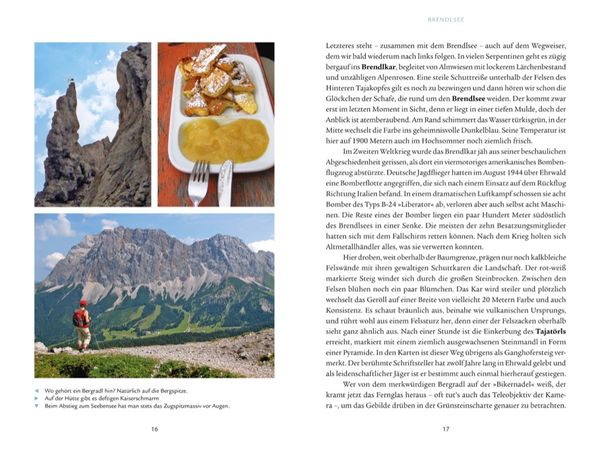 ◄ Wo gehört ein Bergradl hin? Natürlich auf die Bergspitze.
▲ Auf der Hütte gibt es deftigen Kaiserschmarrn.
▼ Beim Abstieg zum Seebensee hat man stets das Zugspitzmassiv vor Augen.
16
BRENDLSEE
Letzteres steht – zusammen mit dem Brendlsee – auch auf dem Wegweiser,
dem wir bald wiederum nach links folgen. In vielen Serpentinen geht es zügig
bergauf ins Brendlkar, begleitet von Almwiesen mit lockerem Lärchenbestand
und unzähligen Alpenrosen. Eine steile Schuttreiße unterhalb der Felsen des
Hinteren Tajakopfes gilt es noch zu bezwingen und dann hören wir schon die
Glöckchen der Schafe, die rund um den Brendlsee weiden. Der kommt zwar
erst im letzten Moment in Sicht, denn er liegt in einer tiefen Mulde, doch der
Anblick ist atemberaubend. Am Rand schimmert das Wasser türkisgrün, in der
Mitte wechselt die Farbe ins geheimnisvolle Dunkelblau. Seine Temperatur ist
hier auf 1900 Metern auch im Hochsommer noch ziemlich frisch.
Im Zweiten Weltkrieg wurde das Brendlkar jäh aus seiner beschaulichen
Abgeschiedenheit gerissen, als dort ein viermotoriges amerikanisches Bomben-
flugzeug abstürzte. Deutsche Jagdflieger hatten im August 1944 über Ehrwald
eine Bomberflotte angegriffen, die sich nach einem Einsatz auf dem Rückflug
Richtung Italien befand. In einem dramatischen Luftkampf schossen sie acht
Bomber des Typs B-24 »Liberator« ab, verloren aber auch selbst acht Maschi-
nen. Die Reste eines der Bomber liegen ein paar Hundert Meter südöstlich
des Brendlsees in einer Senke. Die meisten der zehn Besatzungsmitglieder
hatten sich mit dem Fallschirm retten können. Nach dem Krieg holten sich
Altmetallhändler alles, was sie verwerten konnten.
Hier droben, weit oberhalb der Baumgrenze, prägen nur noch kalkbleiche
Felswände mit ihren gewaltigen Schuttkaren die Landschaft. Der rot-weiß
markierte Steig windet sich durch die großen Steinbrocken. Zwischen den
Felsen blühen noch ein paar Blümchen. Das Kar wird steiler und plötzlich
wechselt das Geröll auf einer Breite von vielleicht 20 Metern Farbe und auch
Konsistenz. Es schaut bräunlich aus, beinahe wie vulkanischen Ursprungs,
und rührt wohl aus einem Felssturz her, denn einer der Felszacken oberhalb
sieht ganz ähnlich aus. Nach einer Stunde ist die Einkerbung des Tajatörls
erreicht, markiert mit einem ziemlich ausgewachsenen Steinmandl in Form
einer Pyramide. In den Karten ist dieser Weg übrigens als Ganghofersteig ver-
merkt. Der berühmte Schriftsteller hat zwölf Jahre lang in Ehrwald gelebt und
als leidenschaftlicher Jäger ist er bestimmt auch einmal hierherauf gestiegen.
Wer von dem merkwürdigen Bergradl auf der »Bikernadel« weiß, der
kramt jetzt das Fernglas heraus – oft rut's auch das Teleobjektiv der Kame-
ra –, um das Gebilde drüben in der Grünsteinscharte genauer zu betrachten.
17